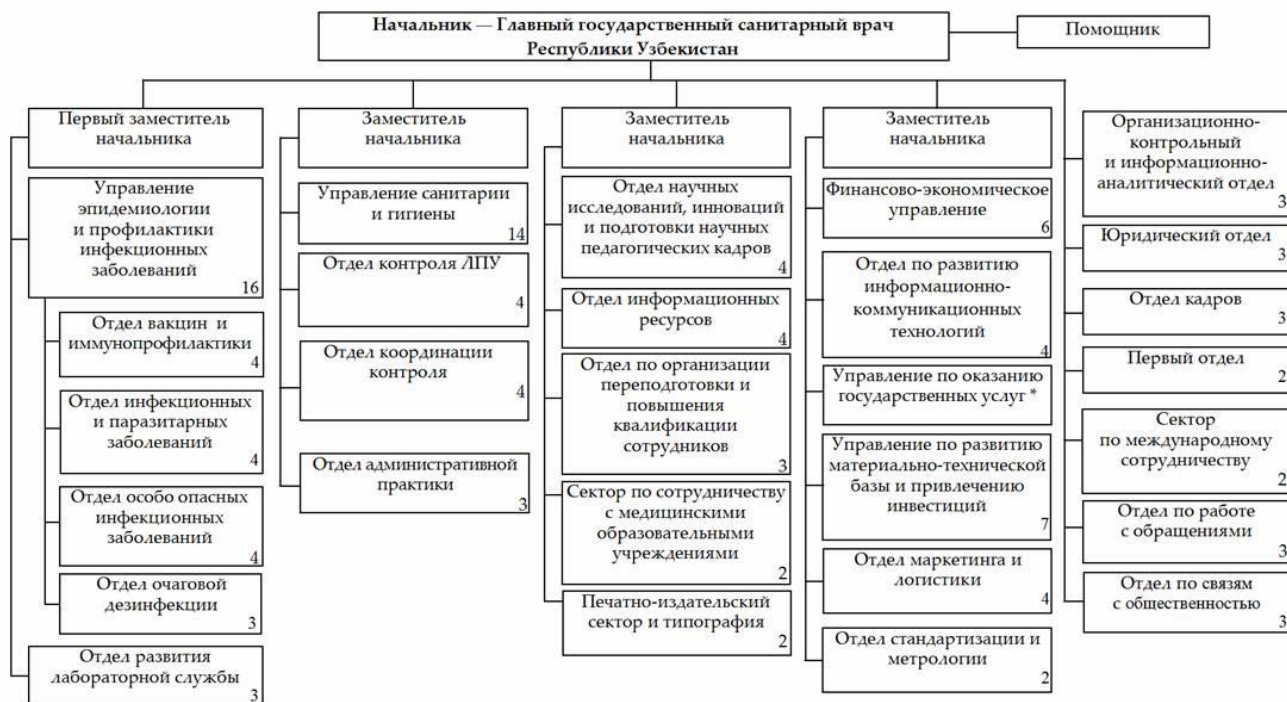 Начальник — Главный государственный санитарный врач
Республики Узбекистан
Помощник
Первый заместитель
начальника
Управление
эпидемиологии
и профилактики
инфекционных
заболеваний
16
Отдел вакцин и
иммунопрофилактики
4
Отдел инфекционных
и паразитарных
заболеваний
4
Отдел особо опасных
инфекционных
заболеваний
4
Отдел очаговой
дезинфекции
3
Отдел развития
лабораторной службы
3
Заместитель
начальника
Управление санитарии
и гигиены
14
Отдел контроля ЛПУ
4
Отдел координации
контроля
4
Отдел административной
практики
3
Заместитель
начальника
Отдел научных
исследований, инноваций
и подготовки научных
педагогических кадров
4
Отдел информационных
ресурсов
4
Отдел по организации
переподготовки и
повышения
квалификации
сотрудников
3
Сектор по сотрудничеству
с медицинскими
образовательными
учреждениями
2
Печатно-издательский
сектор и типография
2
Заместитель
начальника
Финансово-экономическое
управление
6
Отдел по развитию
информационно-
коммуникационных
технологий
4
Управление по оказанию
государственных услуг *
Управление по развитию
материально-технической
базы и привлечению
инвестиций
7
Отдел маркетинга и
логистики
4
Отдел стандартизации и
метрологии
2
Организационно-
контрольный
и информационно-
аналитический отдел
3
Юридический отдел
3
Отдел кадров
3
Первый отдел
2
Сектор
по международному
сотрудничеству
2
Отдел по работе
с обращениями
3
Отдел по связям
с общественностью
3